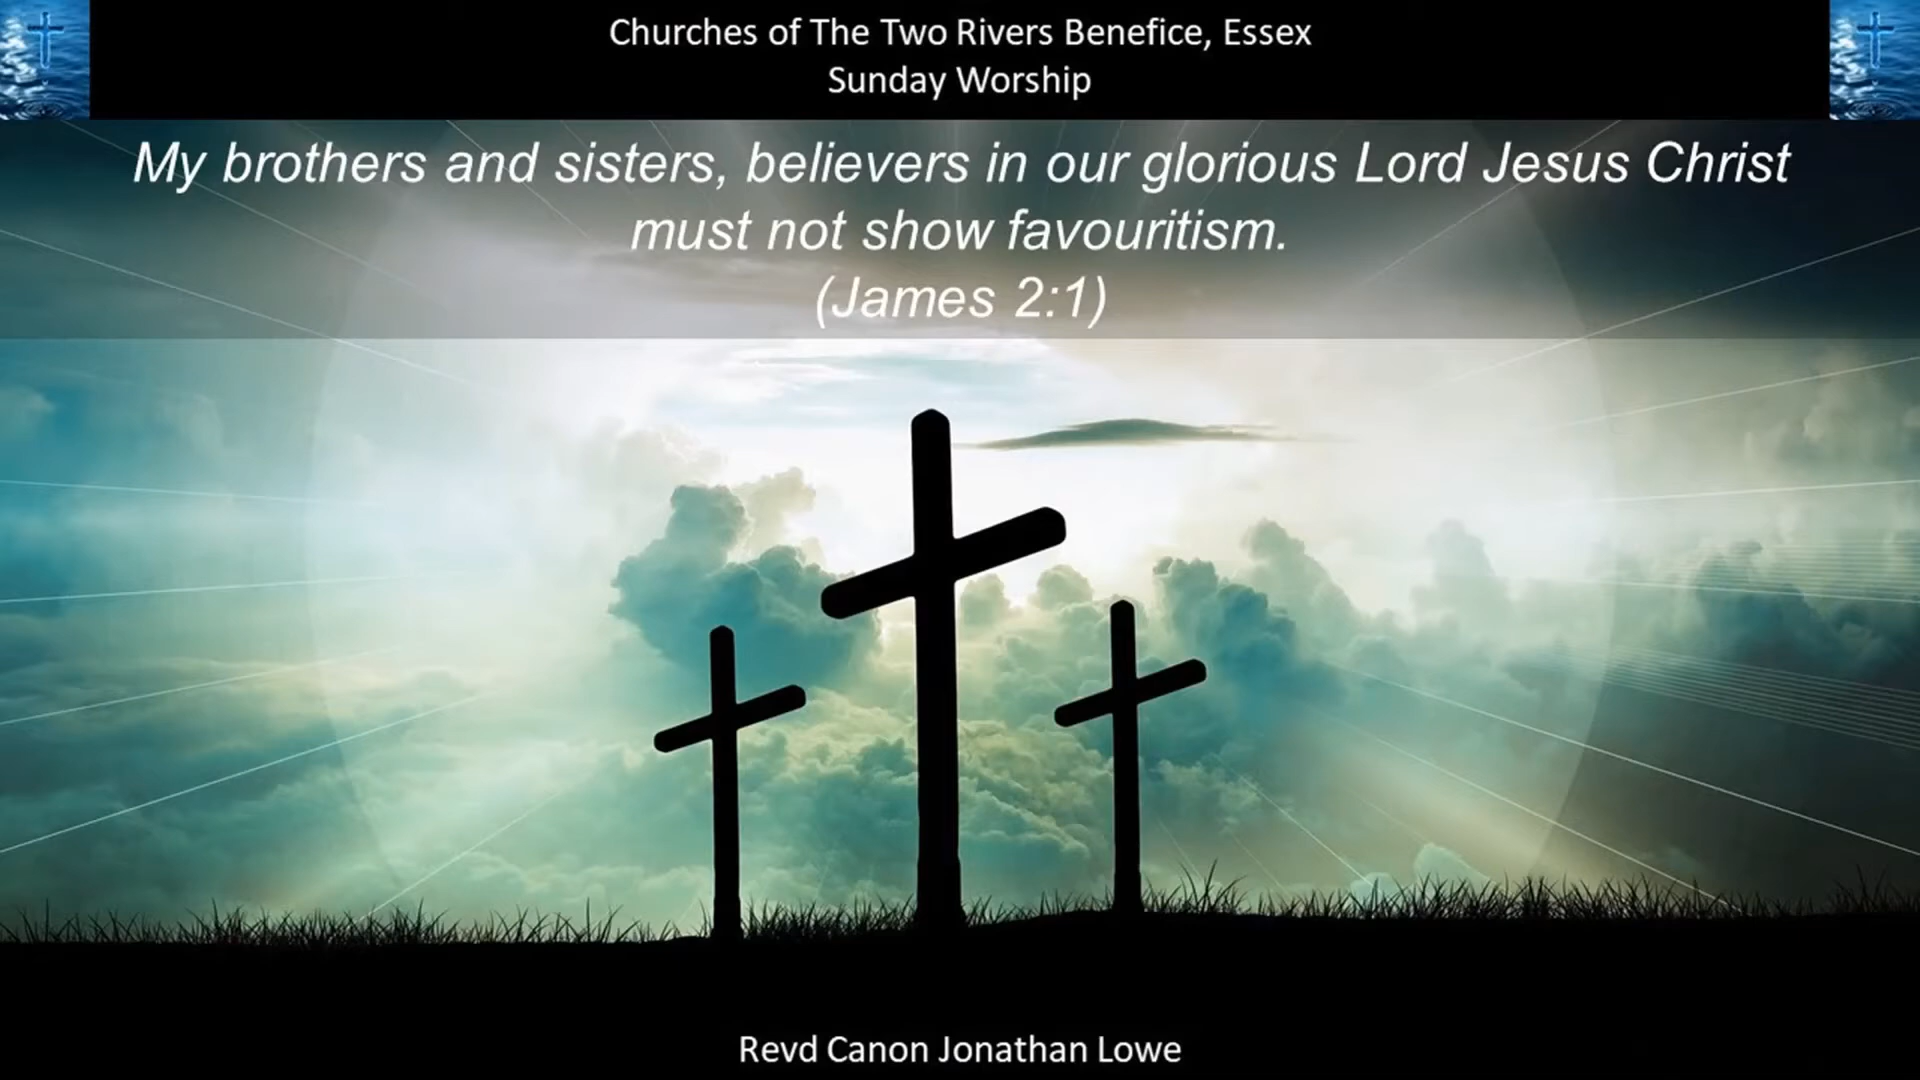 Churches of The Two Rivers Benefice, Essex
Sunday Worship
My brothers and sisters, believers in our glorious Lord Jesus Christ
must not show favouritism.
(James 2:1)
Revd Canon Jonathan Lowe